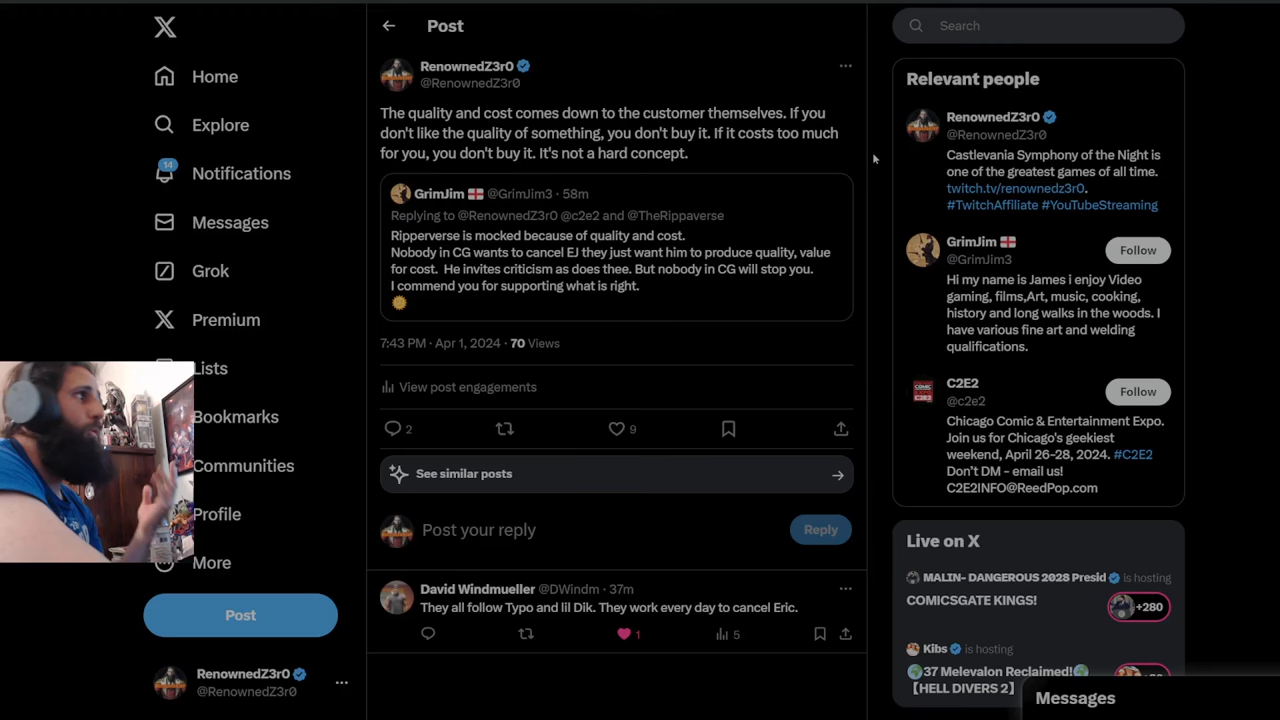 Home
Explore
14
Notifications
Messages
Grok
Premium
Lists
Bookmarks
Communities
Profile
More
Post
RenownedZ3r0
@RenownedZ3r0
Post
RenownedZ3r0
@RenownedZ3r0
The quality and cost comes down to the customer themselves. If you
don't like the quality of something, you don't buy it. If it costs too much
for you, you don't buy it. It's not a hard concept.
GrimJim @GrimJim3 · 58m
Replying to @RenownedZ3r0 @c2e2 and @TheRippaverse
Ripperverse is mocked because of quality and cost.
Nobody in CG wants to cancel EJ they just want him to produce quality, value
for cost. He invites criticism as does thee. But nobody in CG will stop you.
I commend you for supporting what is right.
7:43 PM · Apr 1, 2024 · 70 Views
View post engagements
2
9
See similar posts
Post your reply
Reply
David Windmueller @DWindm · 37m
They all follow Typo and lil Dik. They work every day to cancel Eric.
1
5
Search
Relevant people
RenownedZ3r0
@RenownedZ3r0
Castlevania Symphony of the Night is
one of the greatest games of all time.
twitch.tv/renownedz3r0.
#TwitchAffiliate #YouTubeStreaming
GrimJim
@GrimJim3
Follow
Hi my name is James i enjoy Video
gaming, films,Art, music, cooking,
history and long walks in the woods. I
have various fine art and welding
qualifications.
C2E2
@c2e2
Follow
Chicago Comic & Entertainment Expo.
Join us for Chicago's geekiest
weekend, April 26-28, 2024. #C2E2
Don't DM - email us!
C2E2INFO@ReedPop.com
Live on X
MALIN- DANGEROUS 2028 Presid is hosting
COMICSGATE KINGS!
+280
Kibs is hosting
37 Melevalon Reclaimed!
【HELL DIVERS 2】
Messages